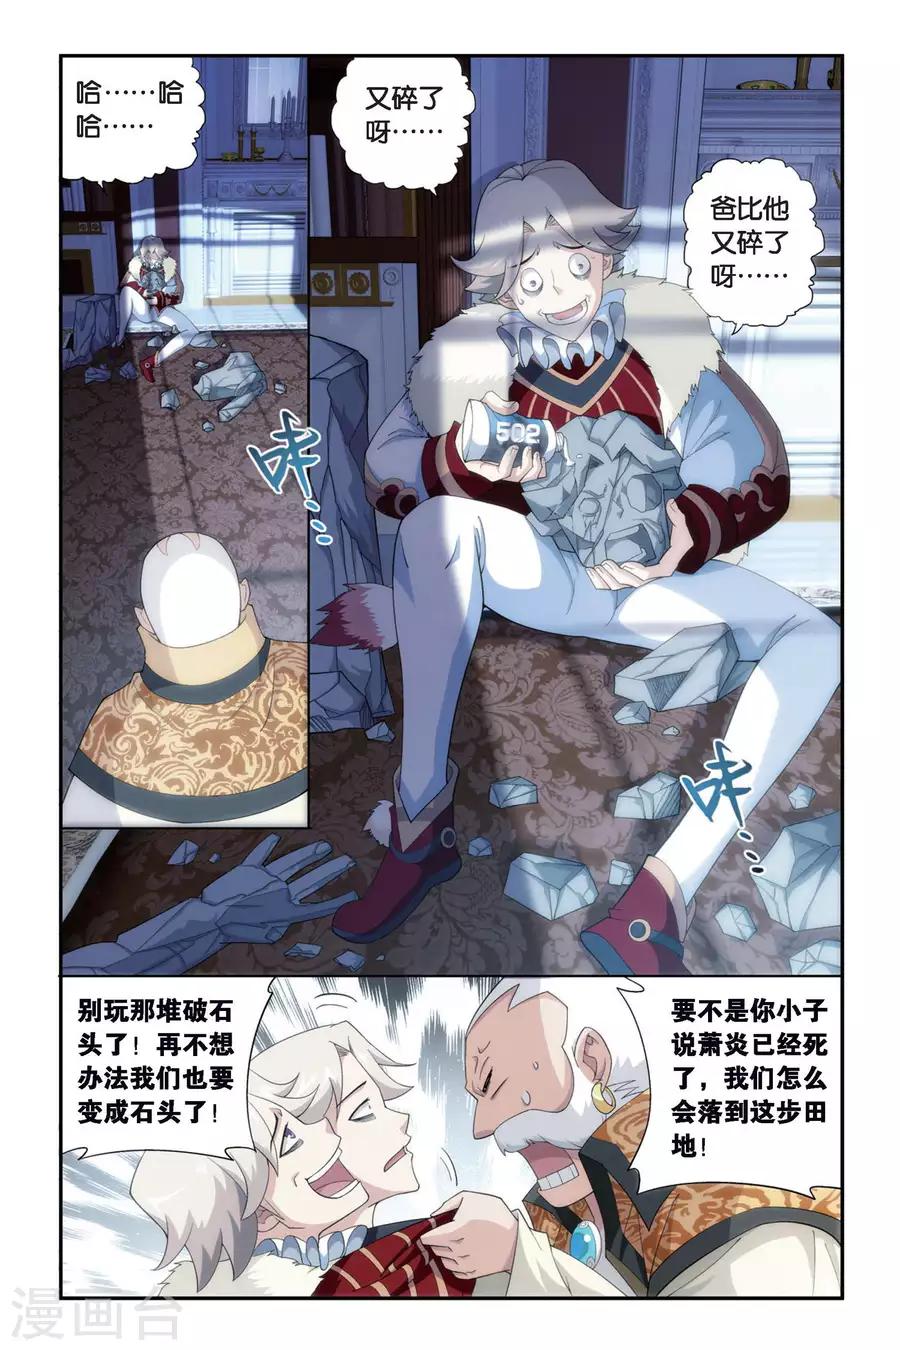 哈……哈
哈……
又碎了
呀……
爸比他
又碎了
呀……
502
咔…
咔…
别玩那堆破石
头了！再不想
办法我们也要
变成石头了！
要不是你小子
说萧炎已经死
了，我们怎么
会落到这步田
地！
漫画台